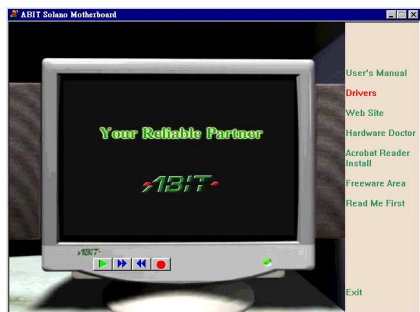 ABIT Solano Motherboard
Your Reliable Partner
ABIT
ABIT
User's Manual
Drivers
Web Site
Hardware Doctor
Acrobat Reader
Install
Freeware Area
Read Me First
Exit